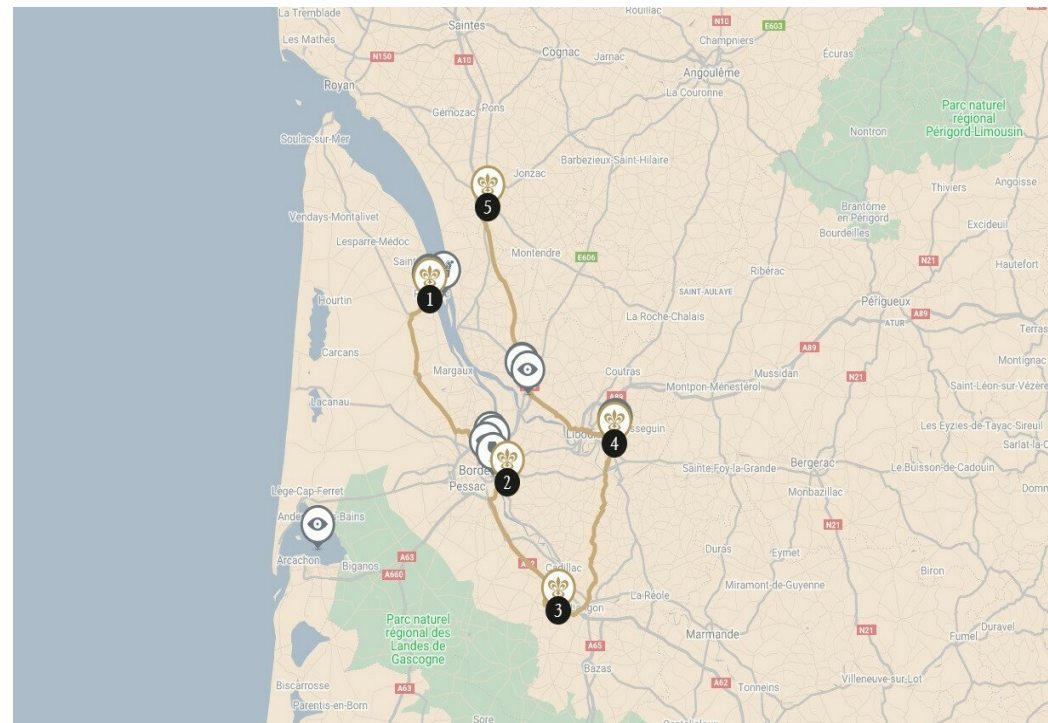 La Tremblade
Rouillac
N10
E603
Saintes
Les Mathes
Champniers
Cognac
Jarnac
Écuras
N150
A10
Angoulême
La Couronne
Royan
Pons
Gémozac
Parc naturel
régional
Périgord-Limousin
Nontron
Soulac-sur-Mer
Barbezieux-Saint-Hilaire
Jonzac
Thiviers
Angoisse
5
Brantôme
en Périgord
Vendays-Montalivet
Excideuil
Bourdeilles
Lesparre-Médoc
Montendre
E606
N21
Hautefort
Ribérac
1
SAINT-AULAYE
Hourtin
Périgueux
La Roche-Chalais
A89
ATUR
Terras
Carcans
A89
Montignac
Margaux
Coutras
Mussidan
N21
Montpon-Ménestérol
Saint-Léon-sur-Vézère
Lacanau
A89
Les Eyzies-de-Tayac-Sireuil
sseguin
4
Sarlat-la-C
Borde
Sainte-Foy-la-Grande
Bergerac
Le Buisson-de-Cadouin
Pessac
2
Lège-Cap-Ferret
Monbazillac
Domm
N21
Arcachon
Biganos
A63
Duras
Eymet
A660
Cadillac
Biron
La Réole
Miramont-de-Guyenne
3
Parc naturel
régional des
Landes de
Gascogne
Marmande
N21
Duravel
Fumel
A65
Bazas
Villeneuve-sur-Lot
Biscarrosse
A63
A62
Tonneins
Parentis-en-Born
Sore